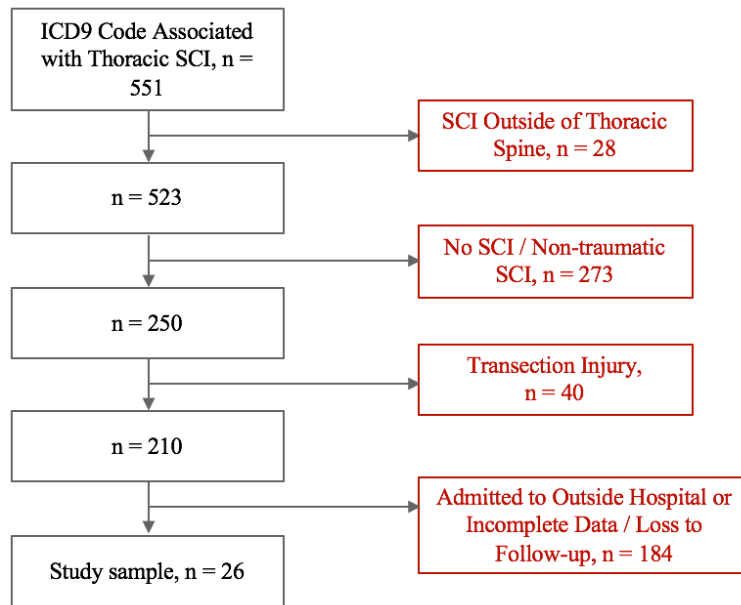 ICD9 Code Associated
with Thoracic SCI, n =
551
SCI Outside of Thoracic
Spine, n = 28
n = 523
No SCI / Non-traumatic
SCI, n = 273
n = 250
Transection Injury,
n = 40
n = 210
Admitted to Outside Hospital or
Incomplete Data / Loss to
Follow-up, n = 184
Study sample, n = 26